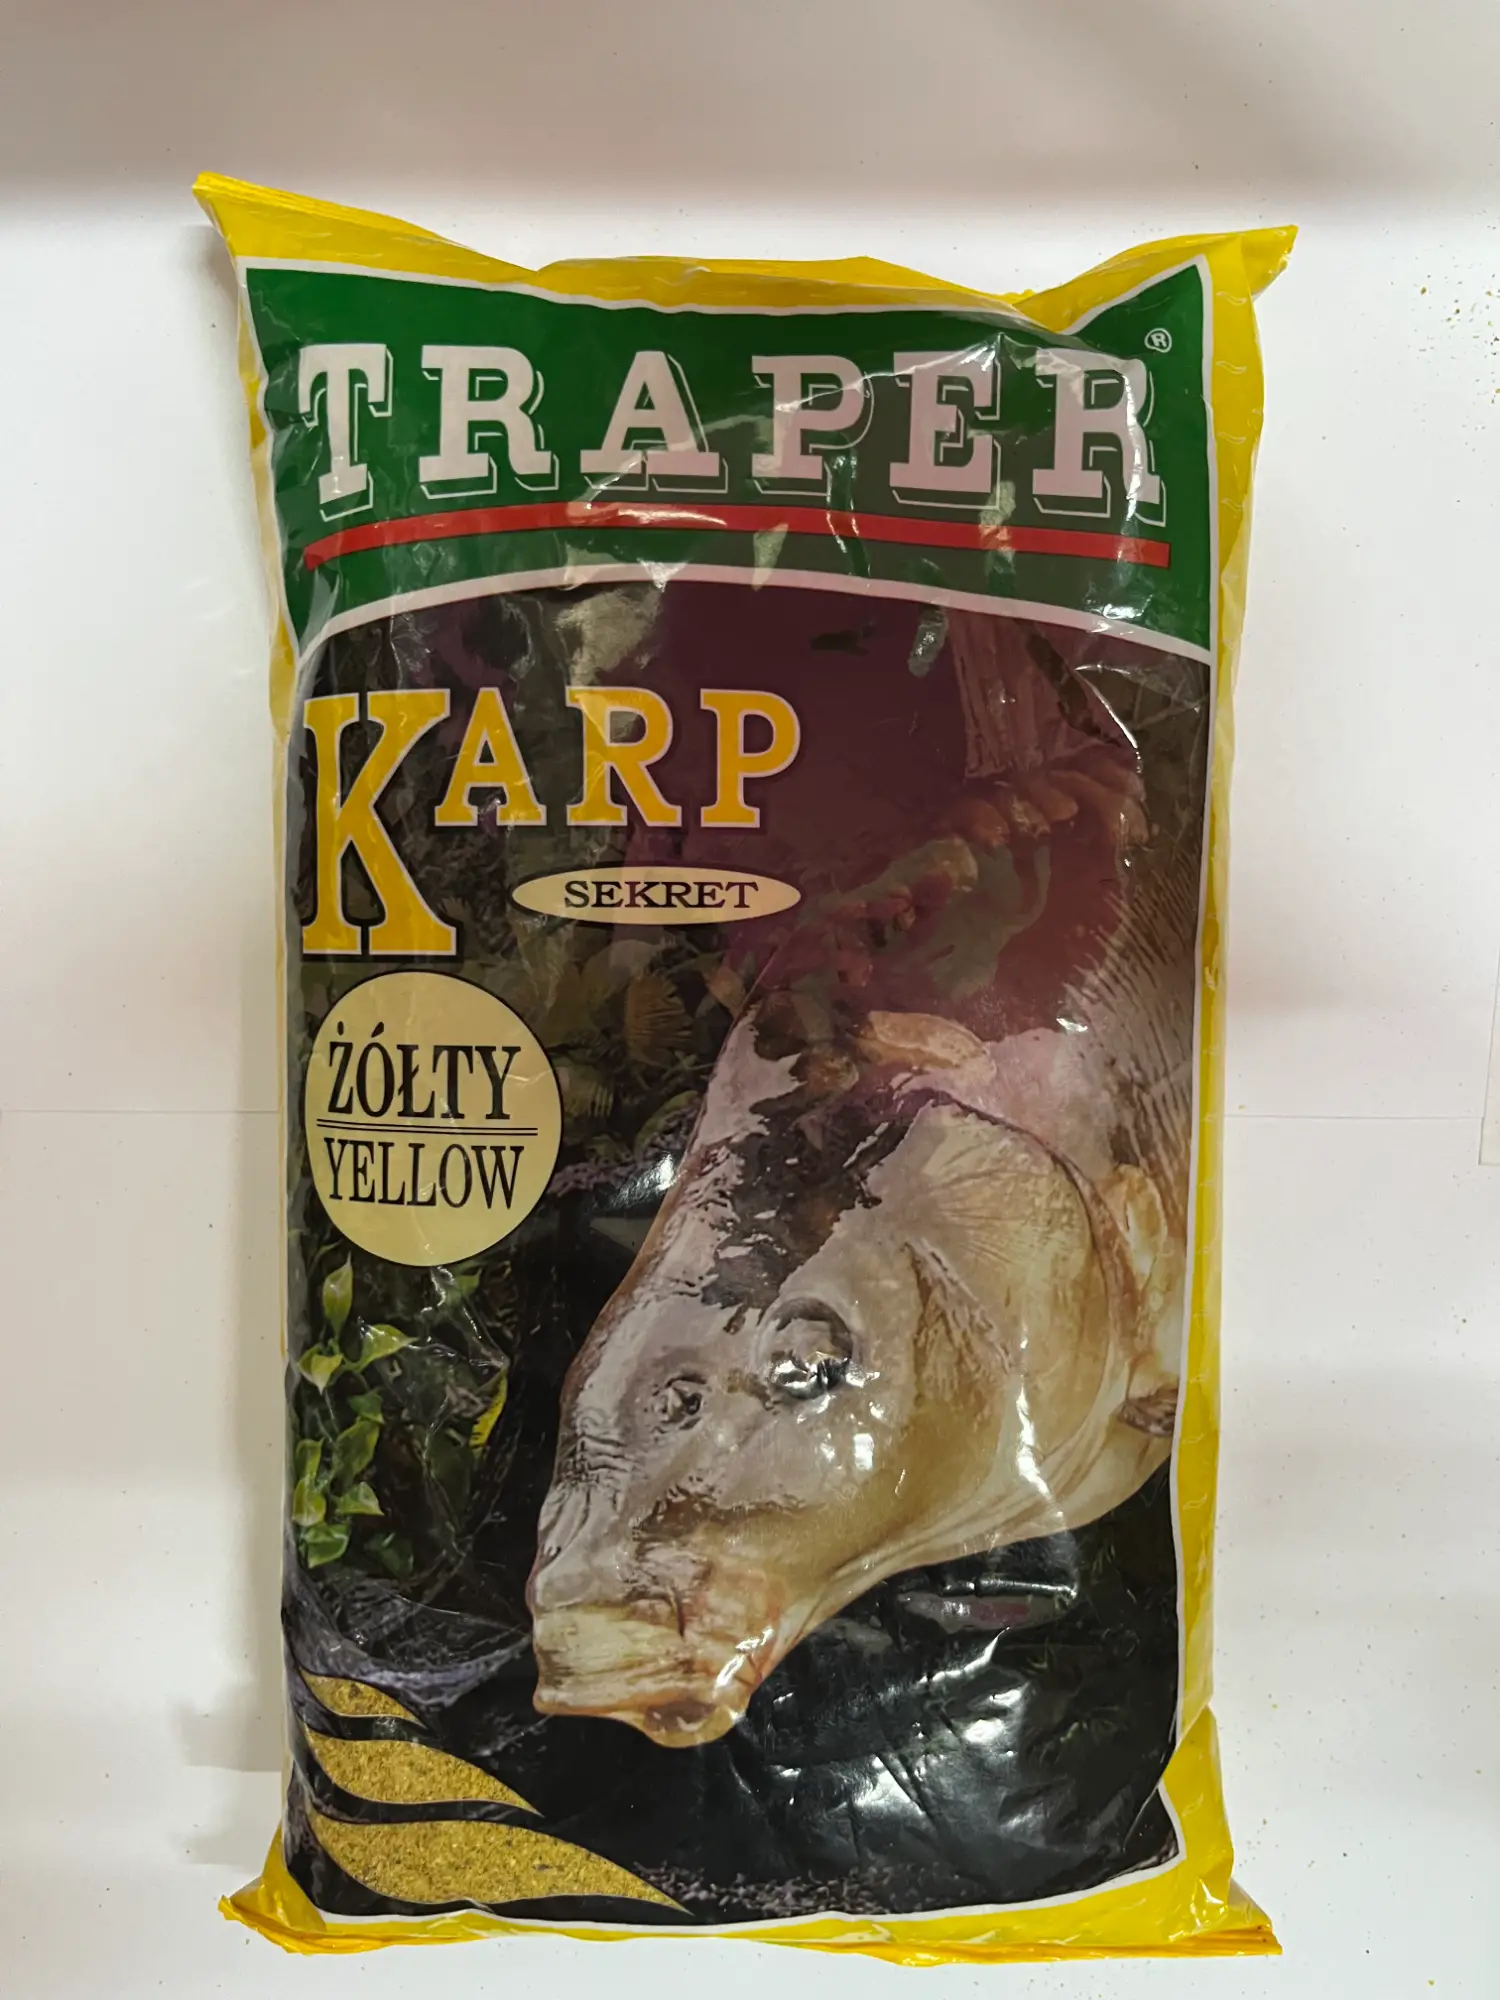 TRAPER®
KARP
SEKRET
ŻÓŁTY
YELLOW